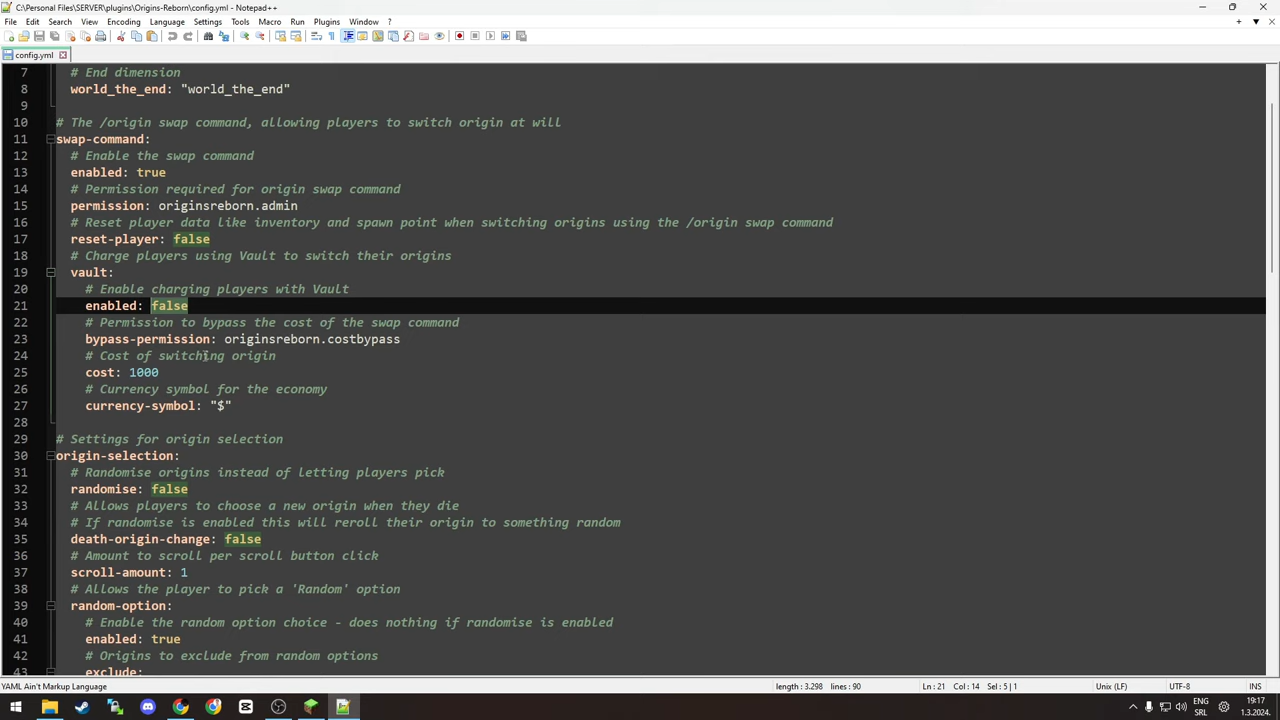 C:\Personal Files\SERVER\plugins\Origins-Reborn\config.yml - Notepad++
File Edit Search View Encoding Language Settings Tools Macro Run Plugins Window ?
config.yml
7 # End dimension
8 world_the_end: "world_the_end"
9
10 # The /origin swap command, allowing players to switch origin at will
11 swap-command:
12 # Enable the swap command
13 enabled: true
14 # Permission required for origin swap command
15 permission: originsreborn.admin
16 # Reset player data like inventory and spawn point when switching origins using the /origin swap command
17 reset-player: false
18 # Charge players using Vault to switch their origins
19 vault:
20 # Enable charging players with Vault
21 enabled: false
22 # Permission to bypass the cost of the swap command
23 bypass-permission: originsreborn.costbypass
24 # Cost of switching origin
25 cost: 1000
26 # Currency symbol for the economy
27 currency-symbol: "$"
28
29 # Settings for origin selection
30 origin-selection:
31 # Randomise origins instead of letting players pick
32 randomise: false
33 # Allows players to choose a new origin when they die
34 # If randomise is enabled this will reroll their origin to something random
35 death-origin-change: false
36 # Amount to scroll per scroll button click
37 scroll-amount: 1
38 # Allows the player to pick a 'Random' option
39 random-option:
40 # Enable the random option choice - does nothing if randomise is enabled
41 enabled: true
42 # Origins to exclude from random options
43 exclude:
YAML Ain't Markup Language length : 3.298 lines : 90 Ln : 21 Col : 14 Sel : 5 | 1 Unix (LF) UTF-8 INS
ENG 19:17
SRL 1.3.2024.